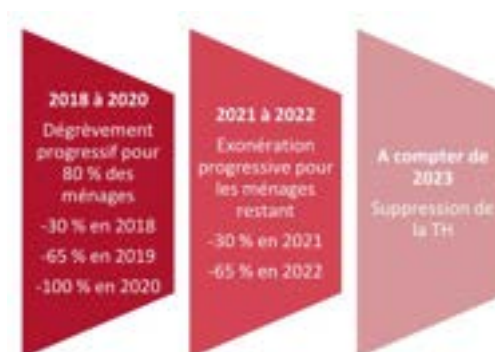 2018 à 2020
Dégrèvement
progressif pour
80 % des
ménages
-30 % en 2018
-65 % en 2019
-100 % en 2020
2021 à 2022
Exonération
progressive pour
les ménages
restant
-30 % en 2021
-65 % en 2022
A compter de
2023
Suppression de
la TH